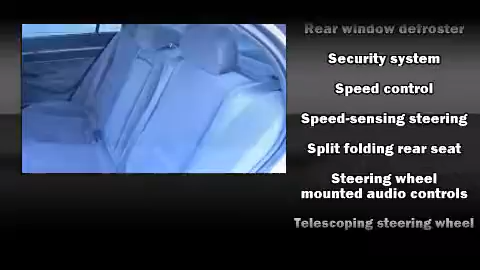 Rear window defroster
Security system
Speed control
Speed-sensing steering
Split folding rear seat
Steering wheel
mounted audio controls
Telescoping steering wheel